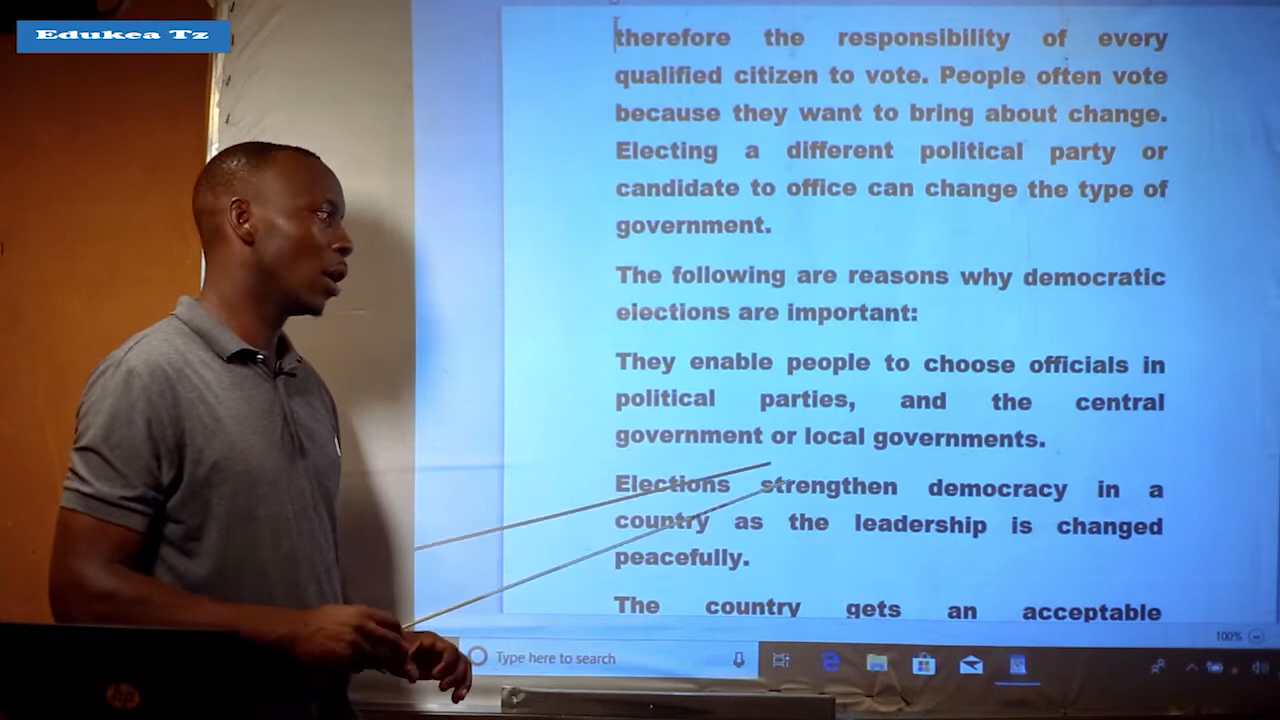 Edukea Tz
therefore the responsibility of every
qualified citizen to vote. People often vote
because they want to bring about change.
Electing a different political party or
candidate to office can change the type of
government.
The following are reasons why democratic
elections are important:
They enable people to choose officials in
political parties, and the central
government or local governments.
Elections strengthen democracy in a
country as the leadership is changed
peacefully.
The country gets an acceptable
100%
Type here to search
hp